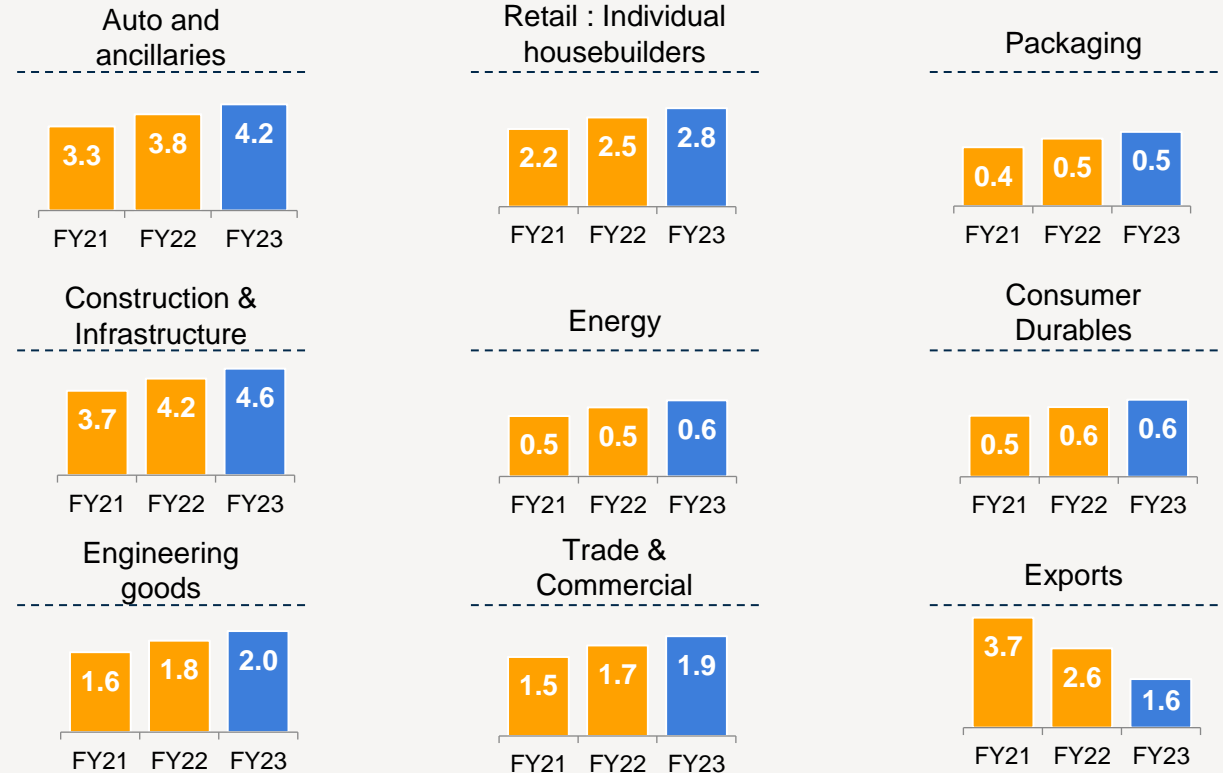 Auto and
ancillaries
3.3 3.8 4.2
FY21 FY22 FY23
Retail : Individual
housebuilders
2.2 2.5 2.8
FY21 FY22 FY23
Packaging
0.4 0.5 0.5
FY21 FY22 FY23
Construction &
Infrastructure
3.7 4.2 4.6
FY21 FY22 FY23
Energy
0.5 0.5 0.6
FY21 FY22 FY23
Consumer
Durables
0.5 0.6 0.6
FY21 FY22 FY23
Engineering
goods
1.6 1.8 2.0
FY21 FY22 FY23
Trade &
Commercial
1.5 1.7 1.9
FY21 FY22 FY23
Exports
3.7 2.6 1.6
FY21 FY22 FY23